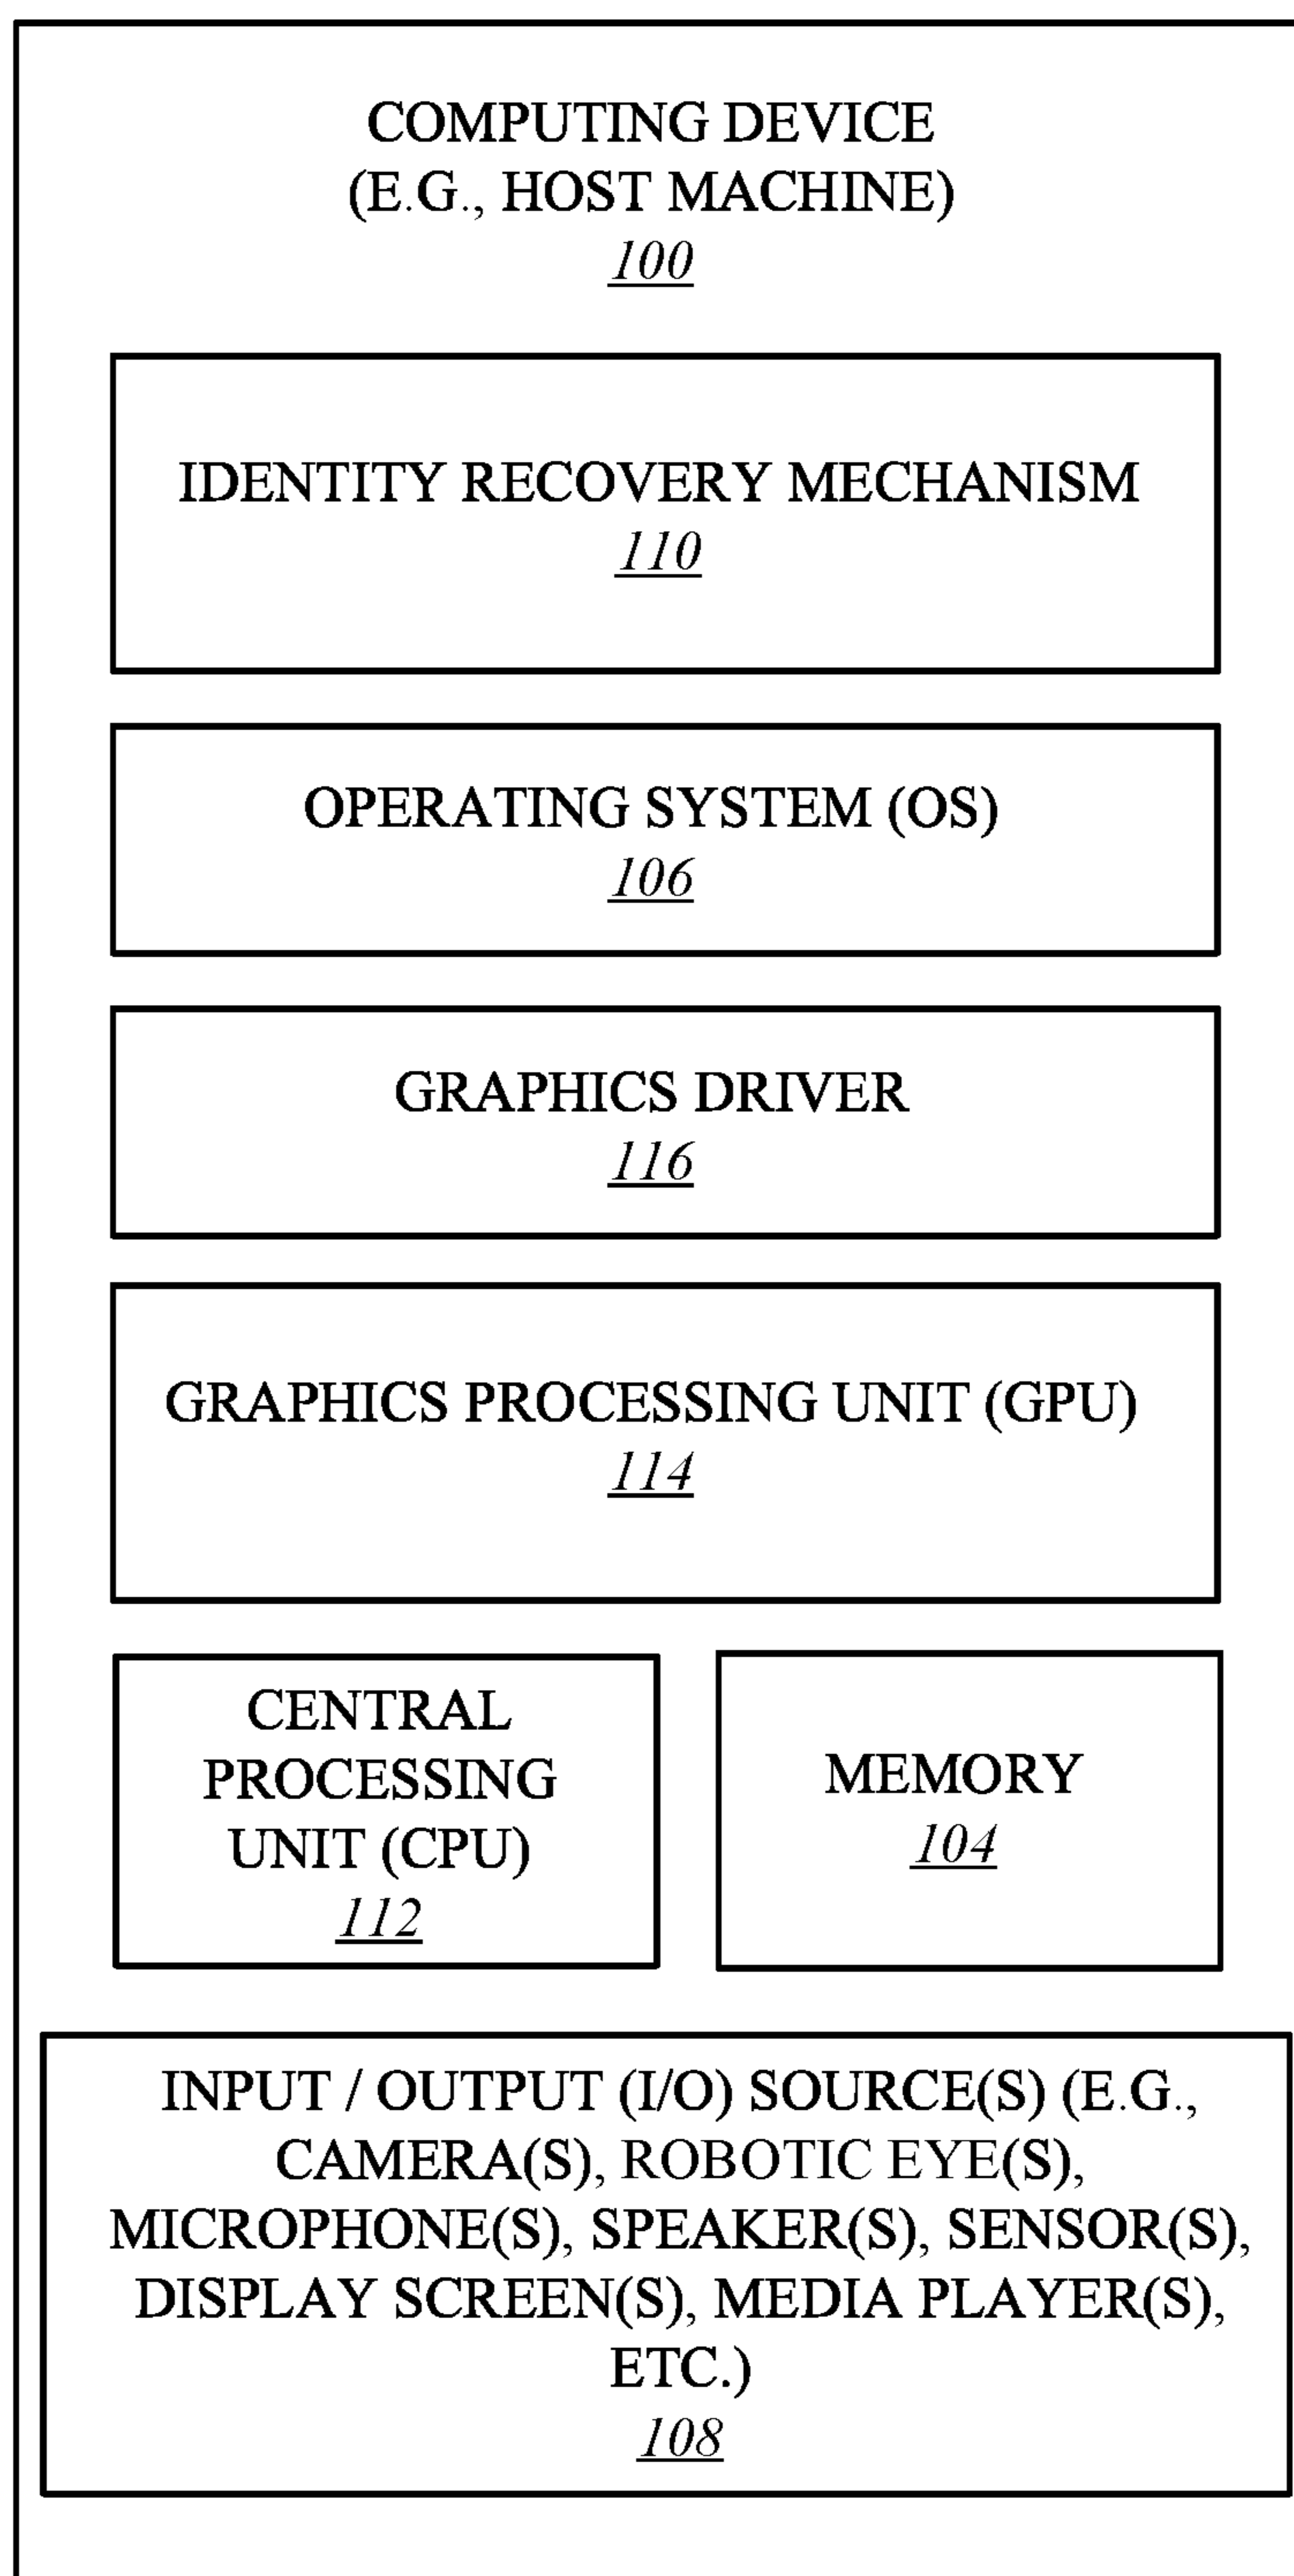 COMPUTING DEVICE
(E.G., HOST MACHINE)
100
IDENTITY RECOVERY MECHANISM
110
OPERATING SYSTEM (OS)
106
GRAPHICS DRIVER
116
GRAPHICS PROCESSING UNIT (GPU)
114
CENTRAL
PROCESSING
UNIT (CPU)
112
MEMORY
104
INPUT / OUTPUT (I/O) SOURCE(S) (E.G.,
CAMERA(S), ROBOTIC EYE(S),
MICROPHONE(S), SPEAKER(S), SENSOR(S),
DISPLAY SCREEN(S), MEDIA PLAYER(S),
ETC.)
108